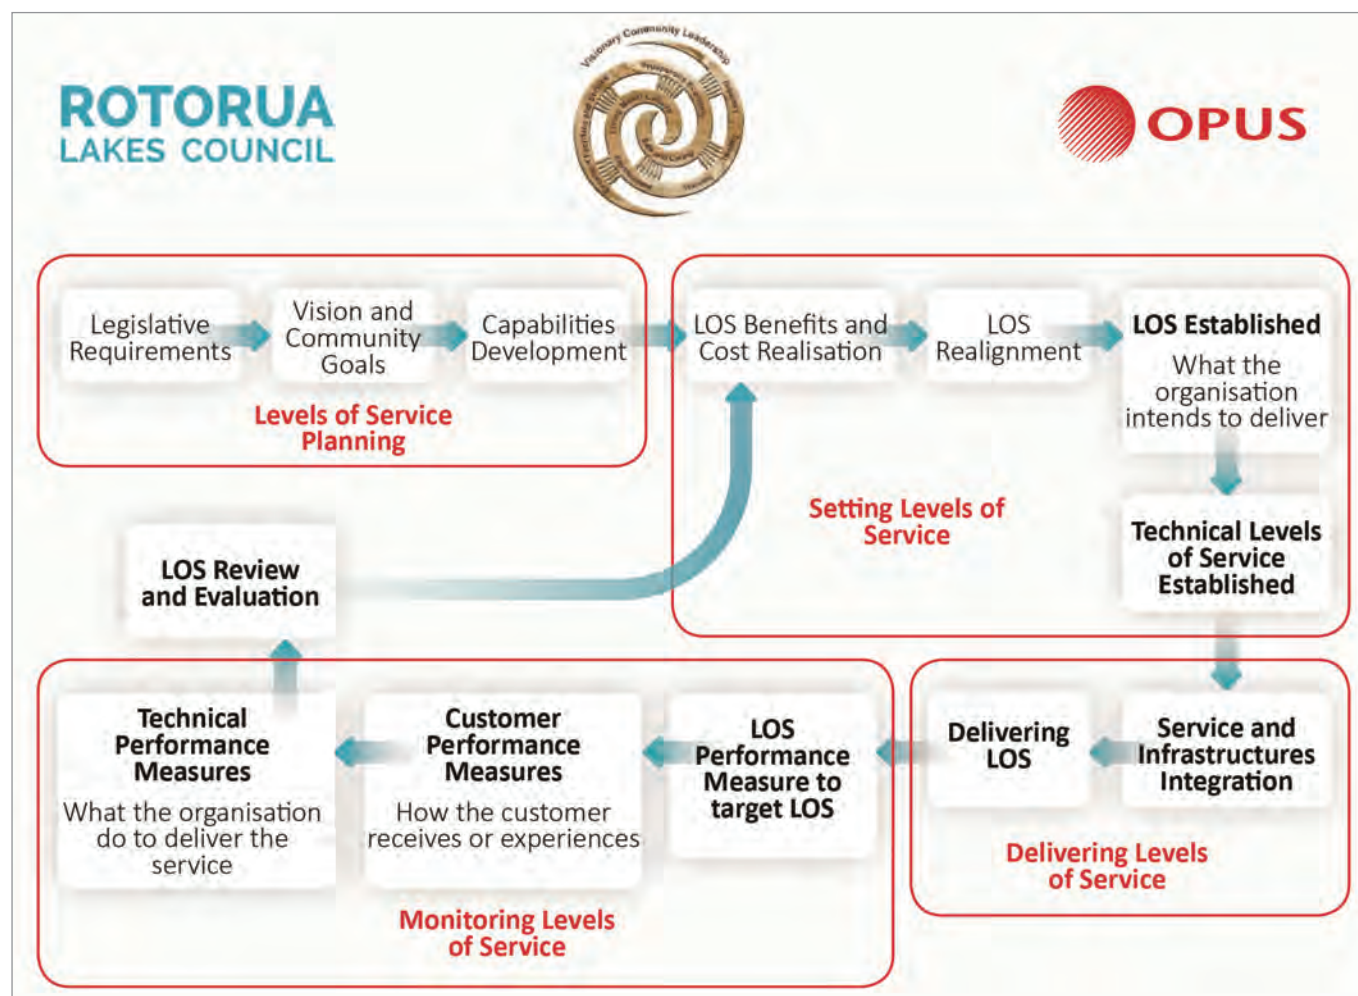 Visionary Community Leadership
ROTORUA
LAKES COUNCIL
OPUS
Legislative
Requirements
Vision and
Community
Goals
Capabilities
Development
Levels of Service
Planning
LOS Benefits and
Cost Realisation
LOS
Realignment
LOS Established
What the
organisation
intends to deliver
Setting Levels of
Service
Technical Levels
of Service
Established
LOS Review
and Evaluation
Technical
Performance
Measures
What the organisation
do to deliver the
service
Customer
Performance
Measures
How the customer
receives or experiences
LOS
Performance
Measure to
target LOS
Monitoring Levels
of Service
Delivering
LOS
Service and
Infrastructures
Integration
Delivering Levels
of Service